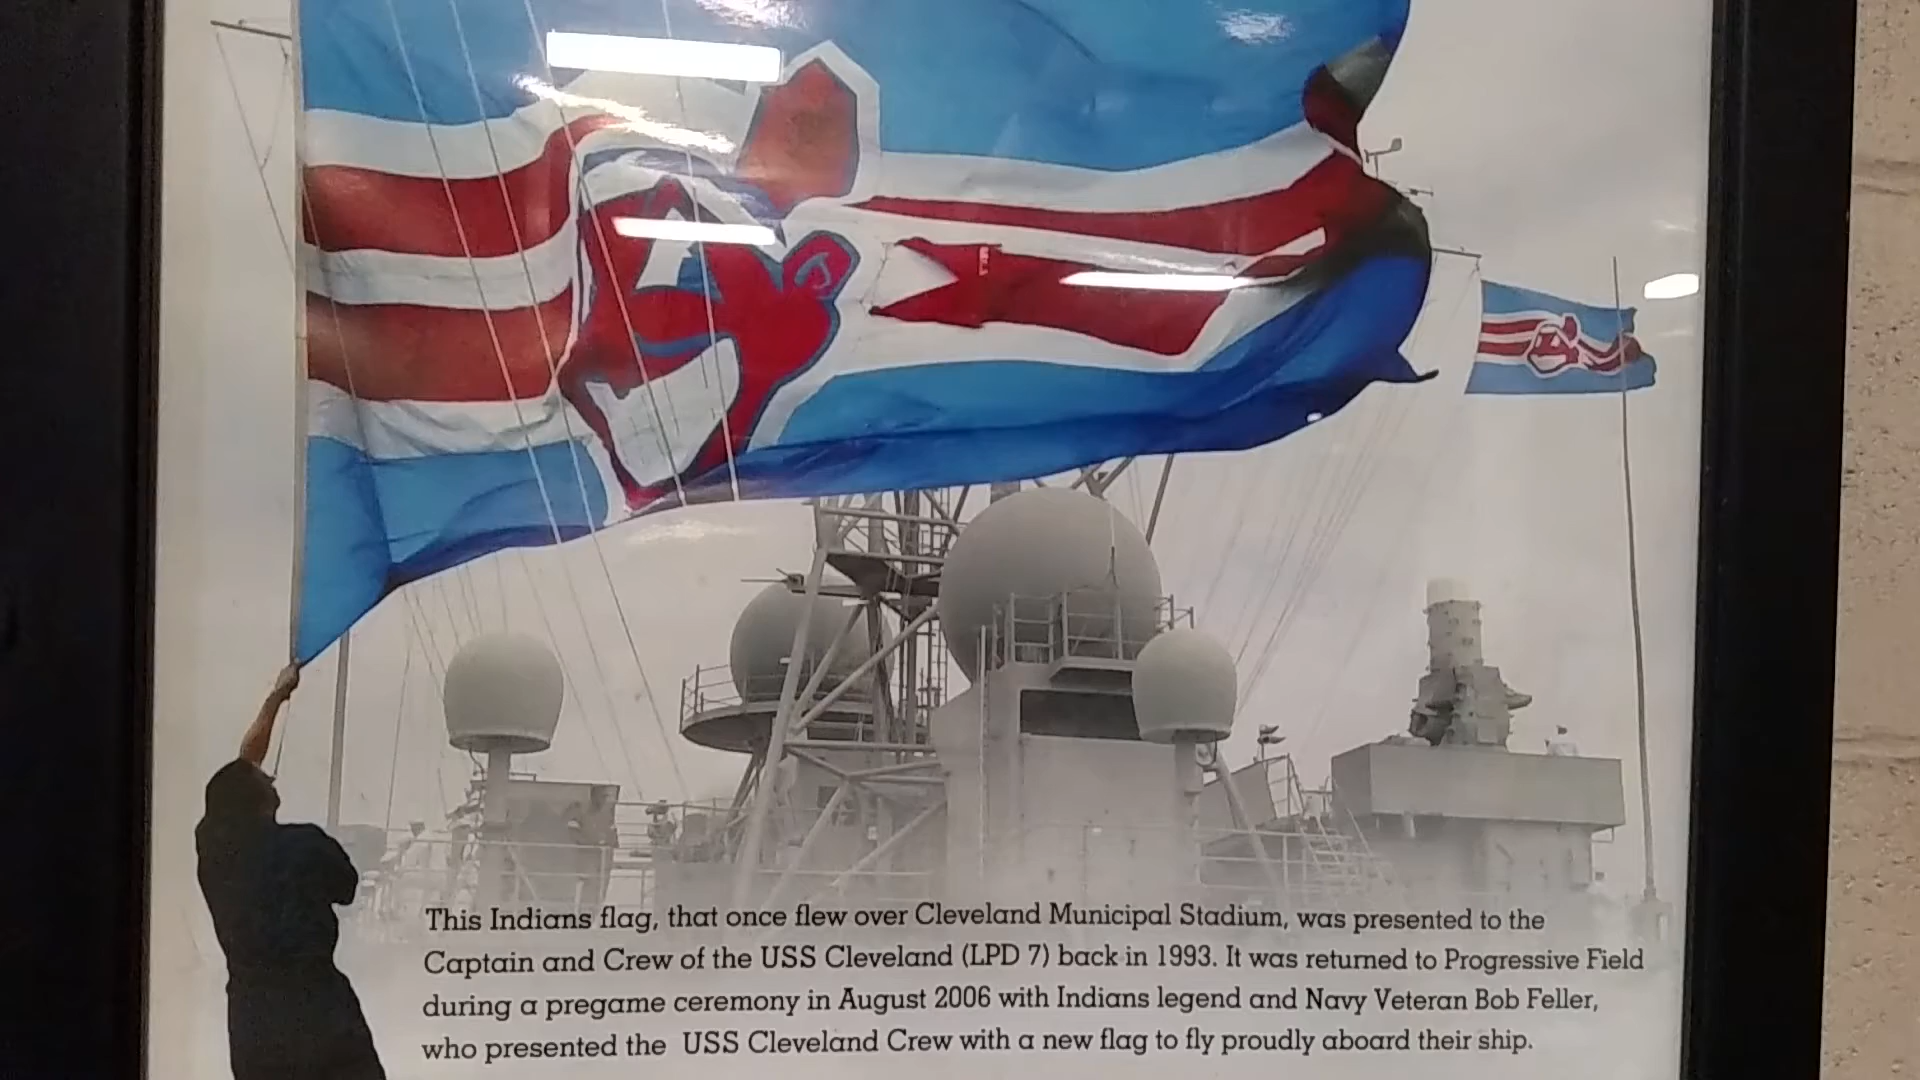 This Indians flag, that once flew over Cleveland Municipal Stadium, was presented to the
Captain and Crew of the USS Cleveland (LPD 7) back in 1993. It was returned to Progressive Field
during a pregame ceremony in August 2006 with Indians legend and Navy Veteran Bob Feller,
who presented the USS Cleveland Crew with a new flag to fly proudly aboard their ship.